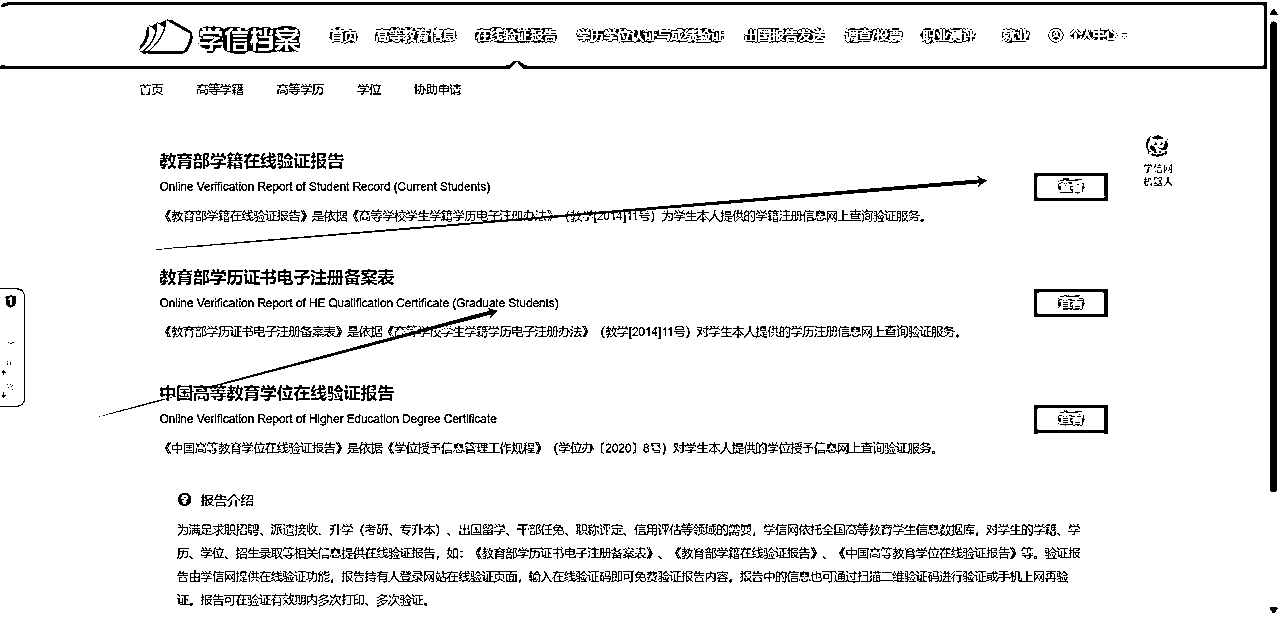 学信档案 首页 高等教育信息 在线验证报告 学历学位认证与成绩验证 出国报告发送 调查/投票 职业测评 就业 个人中心
首页 高等学籍 高等学历 学位 协助申请
学信网
机器人
教育部学籍在线验证报告
Online Verification Report of Student Record (Current Students)
查看
《教育部学籍在线验证报告》是依据《高等学校学生学籍学历电子注册办法》（教学[2014]11号）为学生本人提供的学籍注册信息网上查询验证服务。
教育部学历证书电子注册备案表
Online Verification Report of HE Qualification Certificate (Graduate Students)
查看
《教育部学历证书电子注册备案表》是依据《高等学校学生学籍学历电子注册办法》（教学[2014]11号）对学生本人提供的学历注册信息网上查询验证服务。
中国高等教育学位在线验证报告
Online Verification Report of Higher Education Degree Certificate
查看
《中国高等教育学位在线验证报告》是依据《学位授予信息管理工作规程》（学位办〔2020〕8号）对学生本人提供的学位授予信息网上查询验证服务。
报告介绍
为满足求职招聘、派遣接收、升学（考研、专升本）、出国留学、干部任免、职称评定、信用评估等领域的需要，学信网依托全国高等教育学生信息数据库，对学生的学籍、学
历、学位、招生录取等相关信息提供在线验证报告，如：《教育部学历证书电子注册备案表》、《教育部学籍在线验证报告》、《中国高等教育学位在线验证报告》等。验证报
告由学信网提供在线验证功能，报告持有人登录网站在线验证页面，输入在线验证码即可免费验证报告内容。报告中的信息也可通过扫描二维验证码进行验证或手机上网再验
证。报告可在验证有效期内多次打印、多次验证。